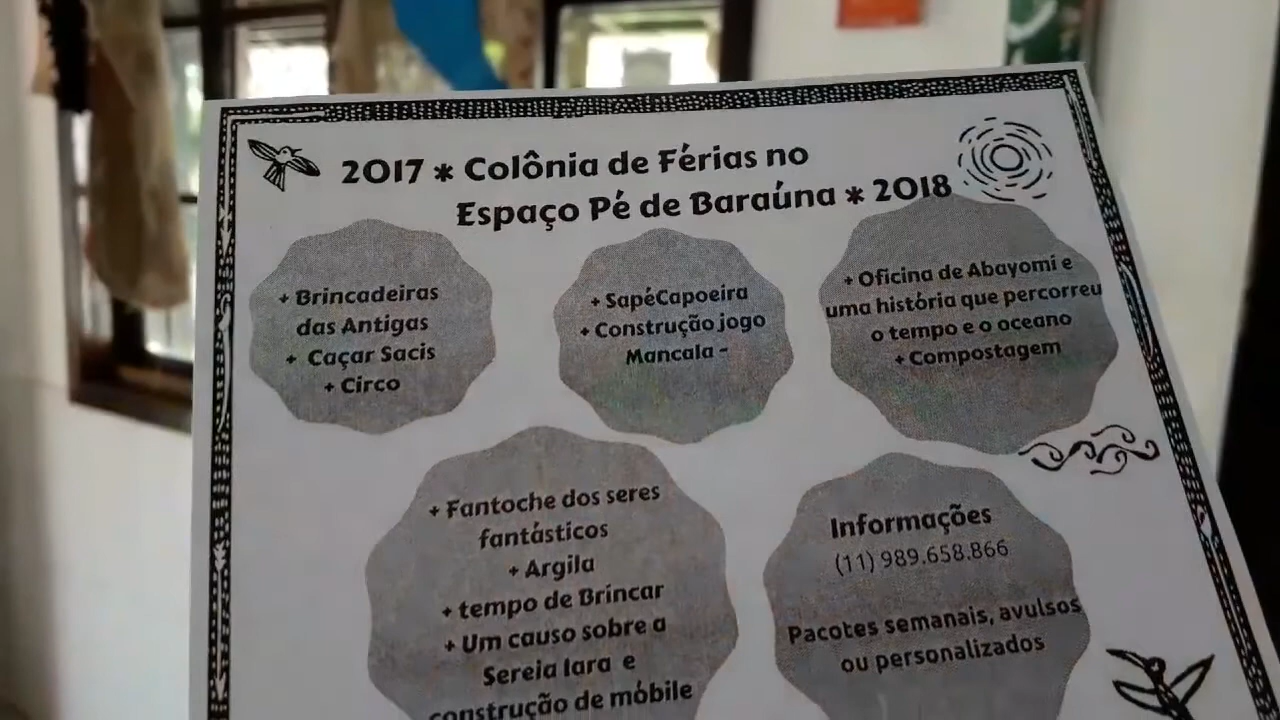 2017 * Colônia de Férias no
Espaço Pé de Baraúna * 2018
+ Brincadeiras
das Antigas
+ Caçar Sacis
+ Circo
+ SapéCapoeira
+ Construção jogo
Mancala -
+ Oficina de Abayomi e
uma história que percorreu
o tempo e o oceano
+ Compostagem
+ Fantoche dos seres
fantásticos
+ Argila
+ tempo de Brincar
+ Um causo sobre a
Sereia Iara e
construção de móbile
Informações
(11) 989.658.866
Pacotes semanais, avulsos
ou personalizados